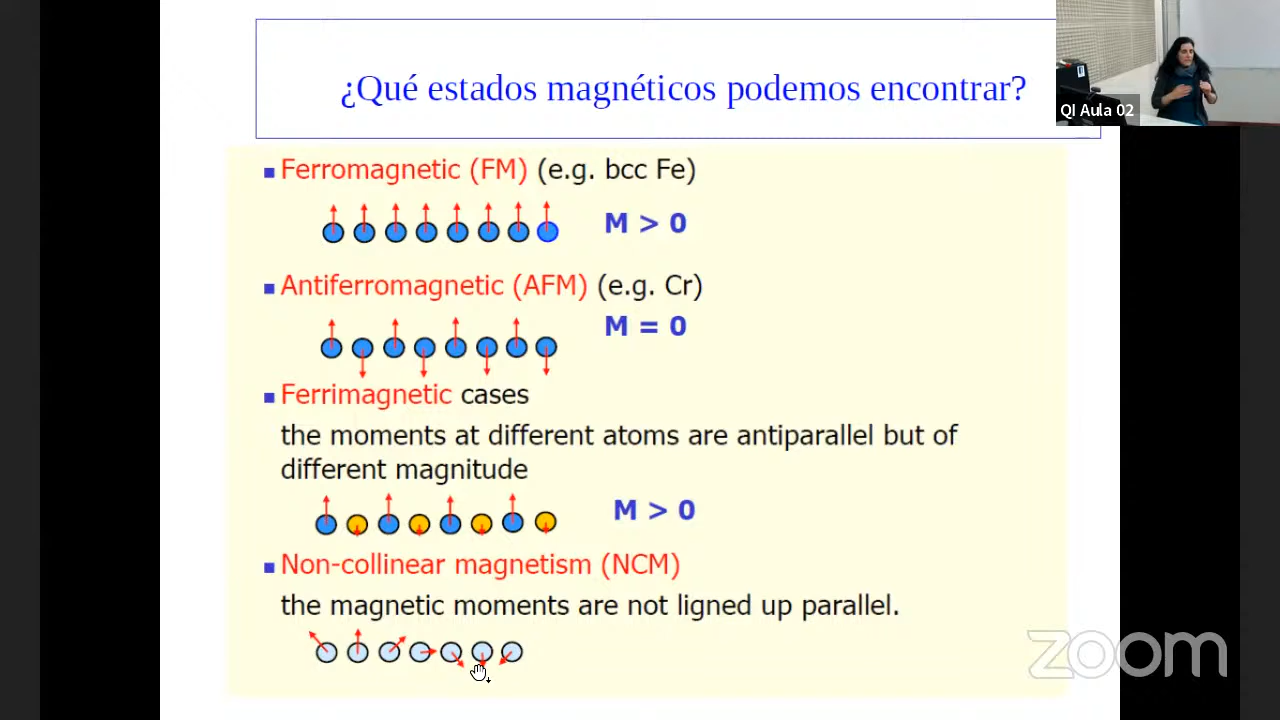 ¿Qué estados magnéticos podemos encontrar?
QI Aula 02
Ferromagnetic (FM) (e.g. bcc Fe)
M > 0
Antiferromagnetic (AFM) (e.g. Cr)
M = 0
Ferrimagnetic cases
the moments at different atoms are antiparallel but of
different magnitude
M > 0
Non-collinear magnetism (NCM)
the magnetic moments are not ligned up parallel.
zoom